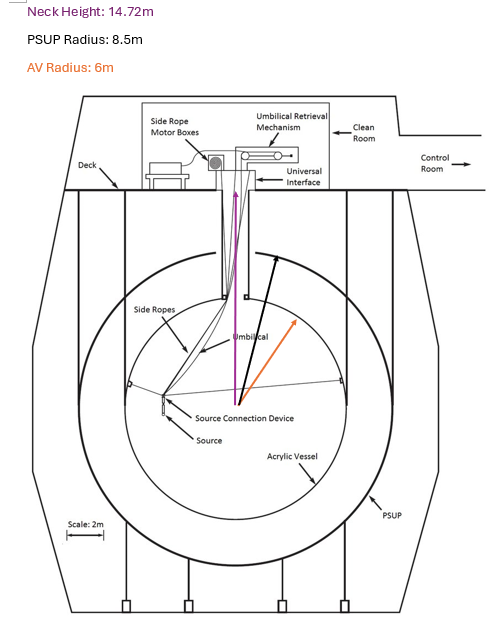 Neck Height: 14.72m
PSUP Radius: 8.5m
AV Radius: 6m
Side Rope
Motor Boxes
Umbilical Retrieval
Mechanism
Clean
Room
Control
Room
Deck
Universal
Interface
Side Ropes
Umbilical
Source Connection Device
Source
Acrylic Vessel
PSUP
Scale: 2m